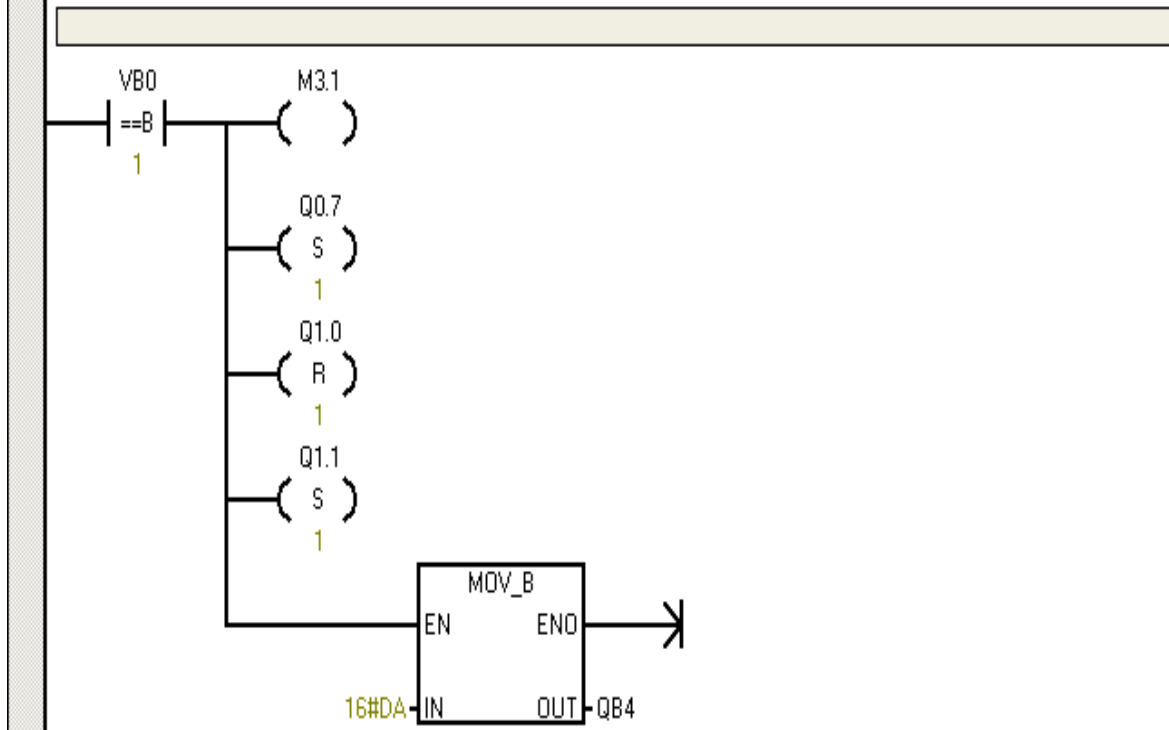 VB0
==B
1
M3.1
( )
Q0.7
( S )
1
Q1.0
( R )
1
Q1.1
( S )
1
MOV_B
EN ENO
16#DA IN OUT QB4